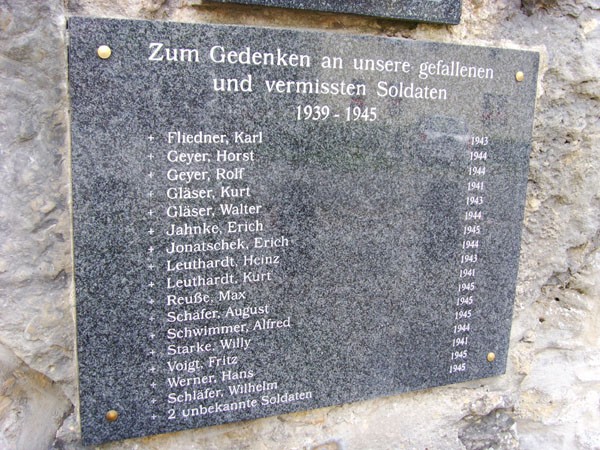 Zum Gedenken an unsere gefallenen
und vermissten Soldaten
1939 - 1945
+ Fliedner, Karl 1943
+ Geyer, Horst 1944
+ Geyer, Rolf 1944
+ Gläser, Kurt 1941
+ Gläser, Walter 1943
+ Jahnke, Erich 1944
+ Jonatschek, Erich 1945
+ Leuthardt, Heinz 1944
+ Leuthardt, Kurt 1943
+ Reuße, Max 1941
+ Schäfer, August 1945
+ Schwimmer, Alfred 1945
+ Starke, Willy 1945
+ Voigt, Fritz 1944
+ Werner, Hans 1941
+ Schläfer, Wilhelm 1945
+ 2 unbekannte Soldaten 1945